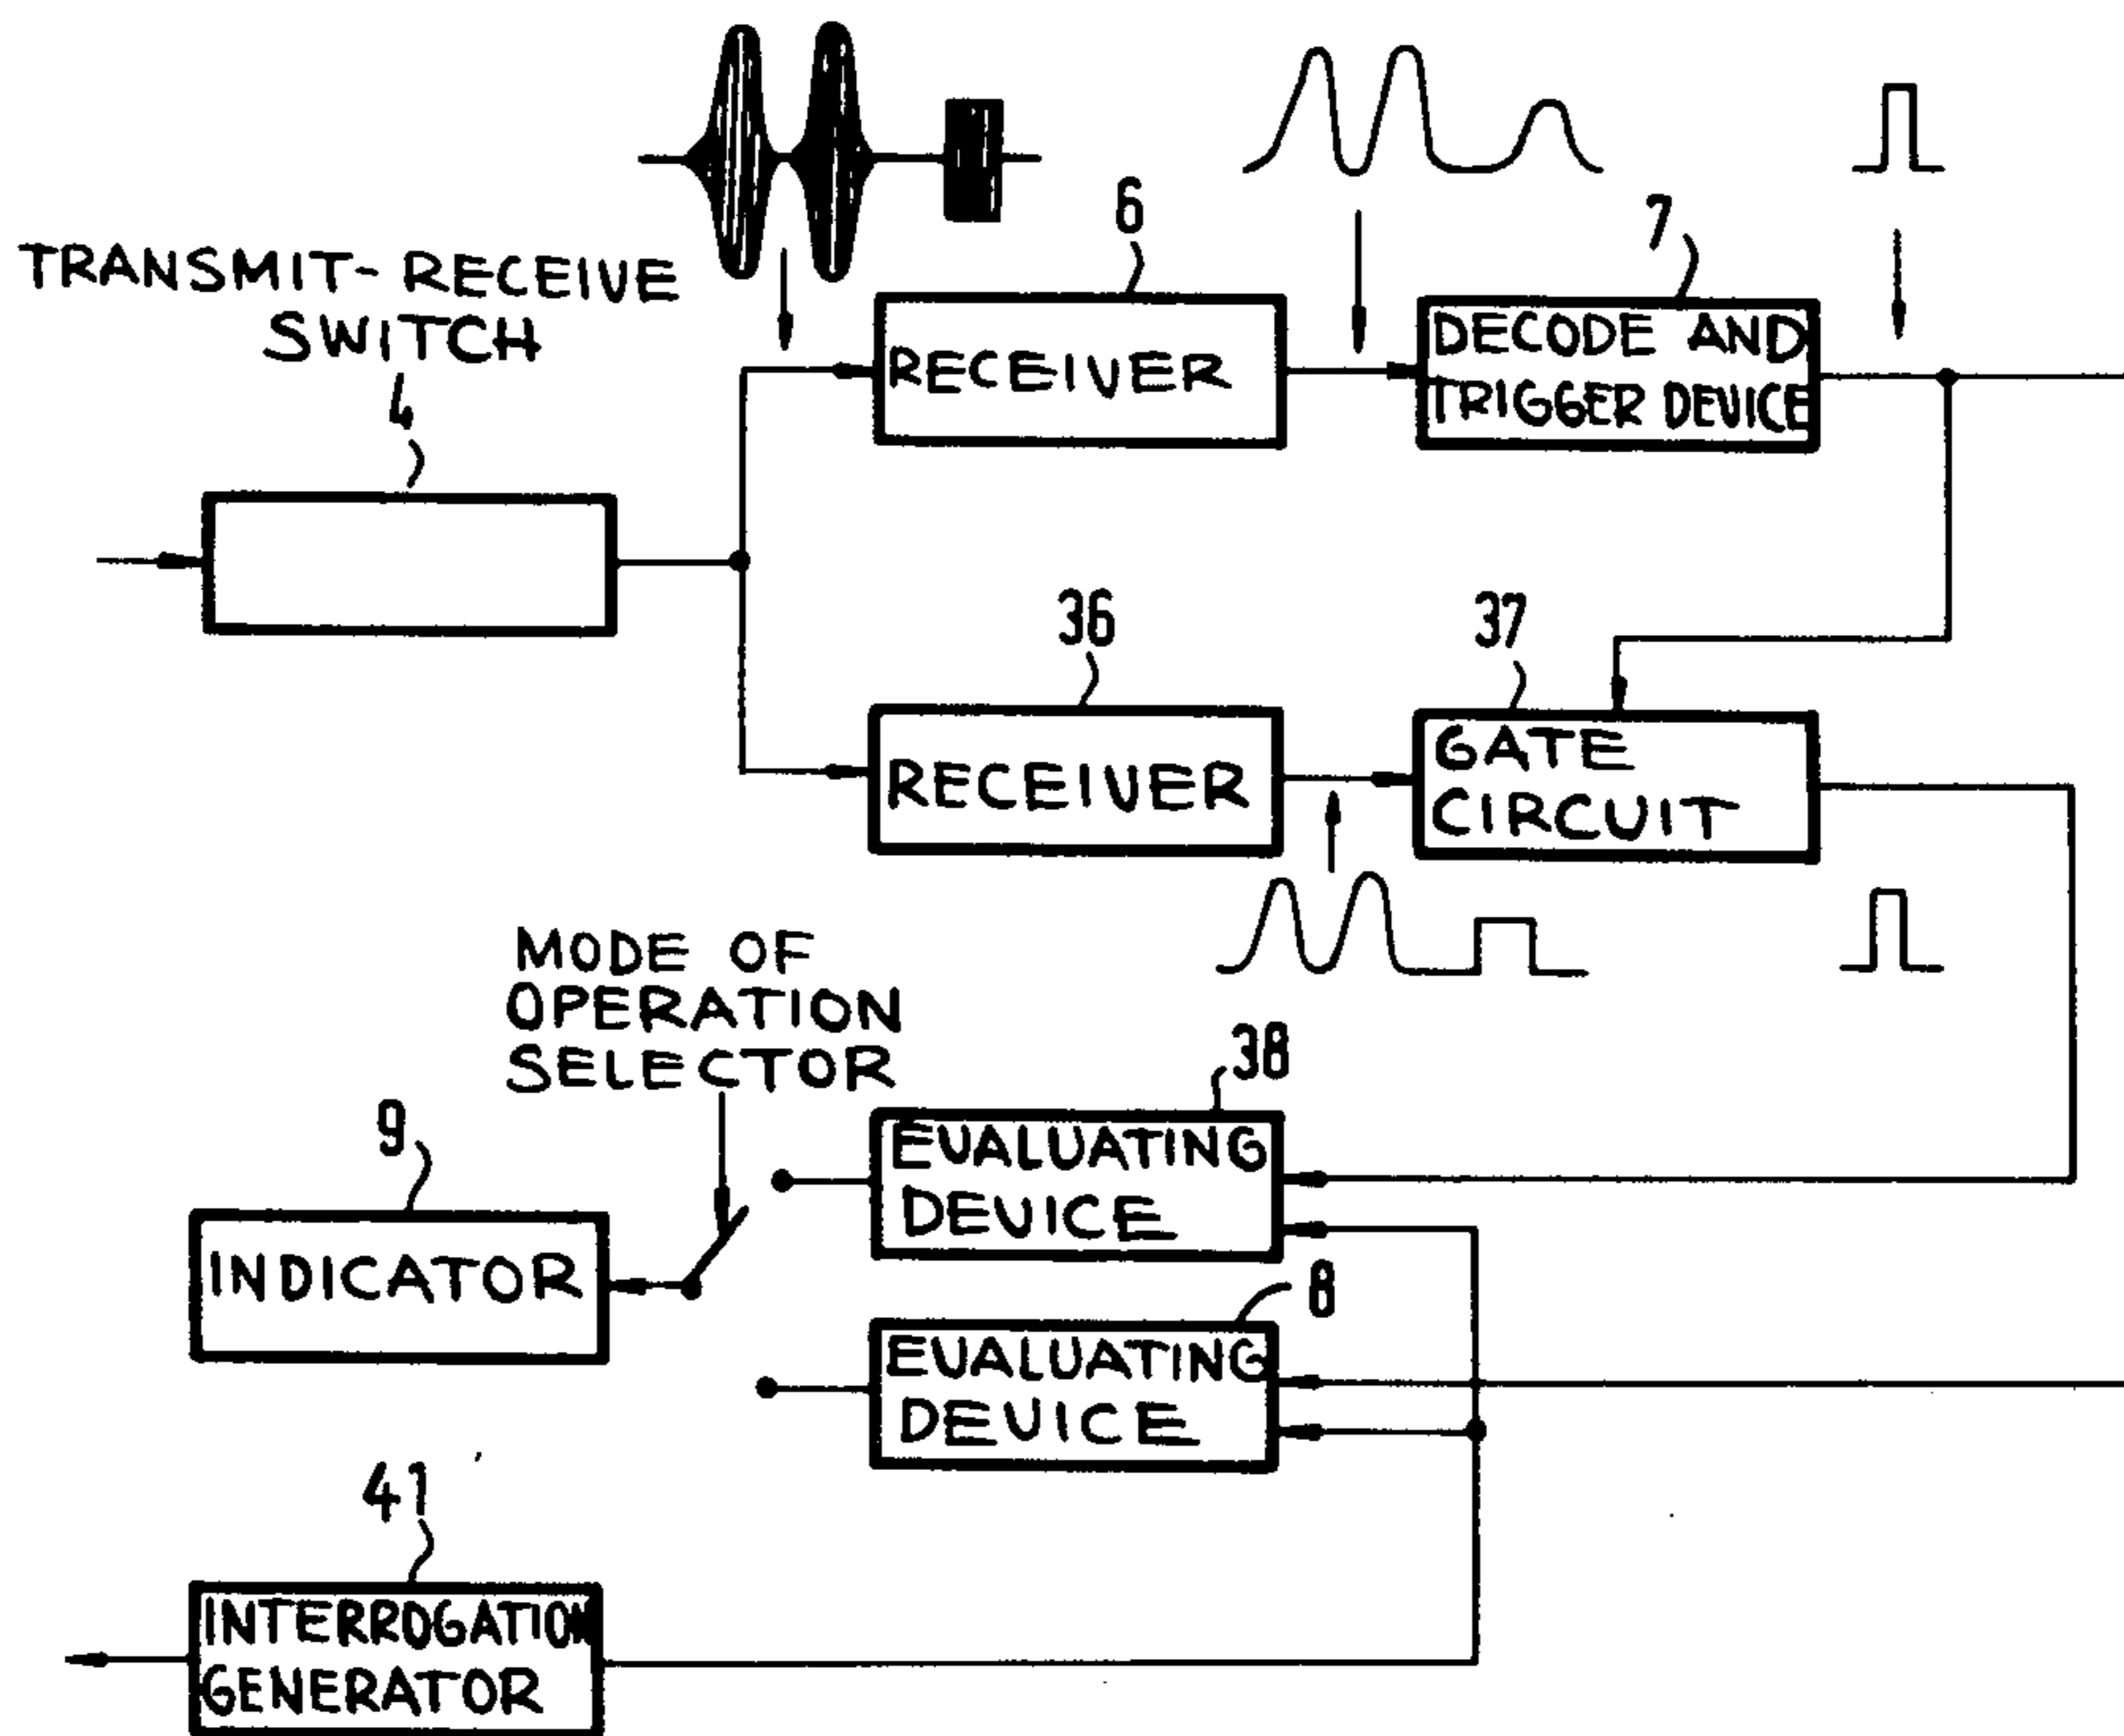 TRANSMIT-RECEIVE
SWITCH
4
6
7
RECEIVER
DECODE AND
TRIGGER DEVICE
36
37
RECEIVER
GATE
CIRCUIT
MODE OF
OPERATION
SELECTOR
38
9
EVALUATING
DEVICE
INDICATOR
8
EVALUATING
DEVICE
41
INTERROGATION
GENERATOR